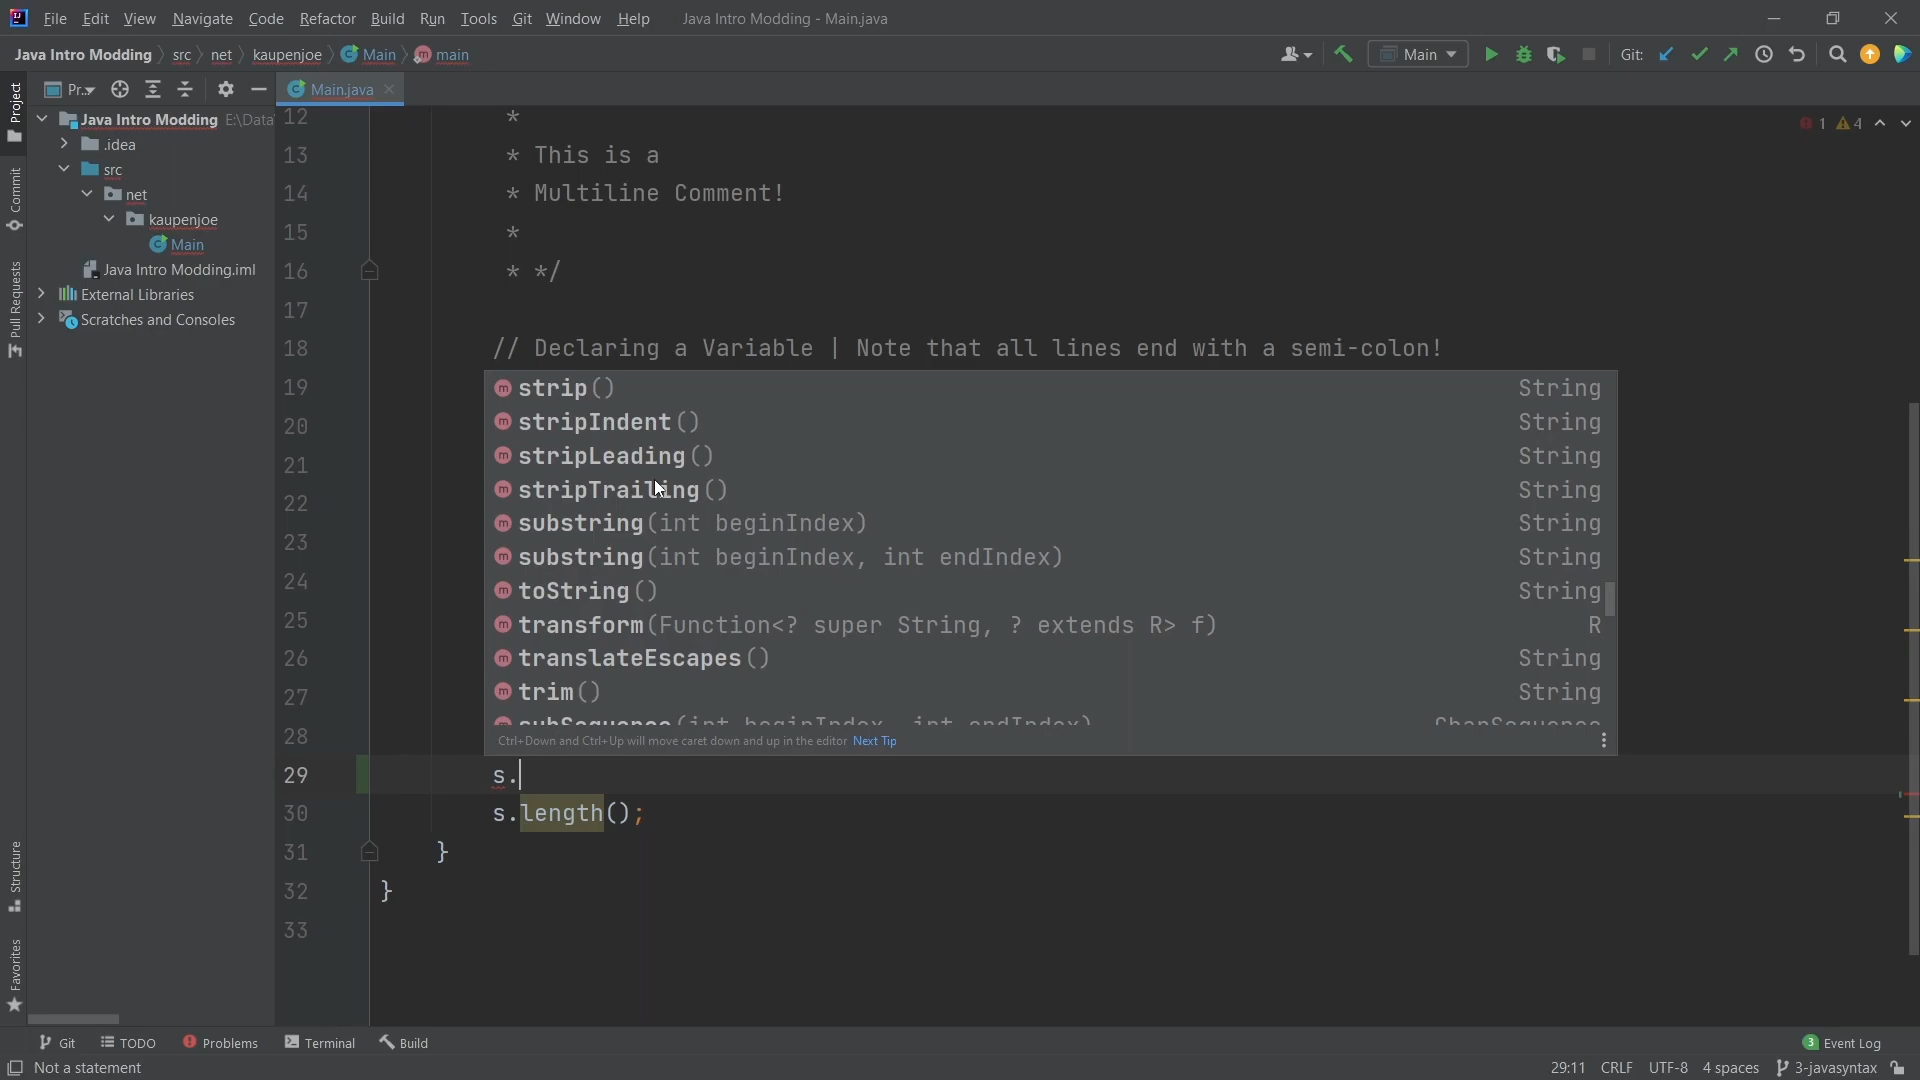 File Edit View Navigate Code Refactor Build Run Tools Git Window Help Java Intro Modding - Main.java
Java Intro Modding src net kaupenjoe Main main Main Git:
Pr.. Main.java
Project
Commit
Pull Requests
Structure
Favorites
Java Intro Modding E:\Data
.idea
src
net
kaupenjoe
Main
Java Intro Modding.iml
External Libraries
Scratches and Consoles
1 4
12 *
13 * This is a
14 * Multiline Comment!
15 *
16 * */
17
18 // Declaring a Variable | Note that all lines end with a semi-colon!
19
20
21
22
23
24
25
26
27
28
strip() String
stripIndent() String
stripLeading() String
stripTrailing() String
substring(int beginIndex) String
substring(int beginIndex, int endIndex) String
toString() String
transform(Function<? super String, ? extends R> f) R
translateEscapes() String
trim() String
subSequence(int beginIndex, int endIndex) CharSequence
Ctrl+Down and Ctrl+Up will move caret down and up in the editor Next Tip
29 s.
30 s.length();
31 }
32 }
33
Git TODO Problems Terminal Build 3 Event Log
Not a statement 29:11 CRLF UTF-8 4 spaces 3-javasyntax